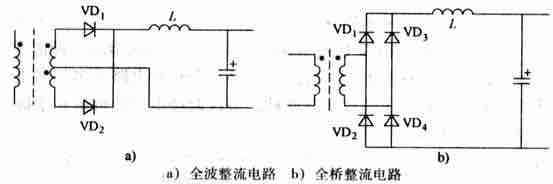 VD₁
L
+
VD₂
a)
VD₁
VD₃
L
+
VD₂
VD₄
b)
a) 全波整流电路 b) 全桥整流电路